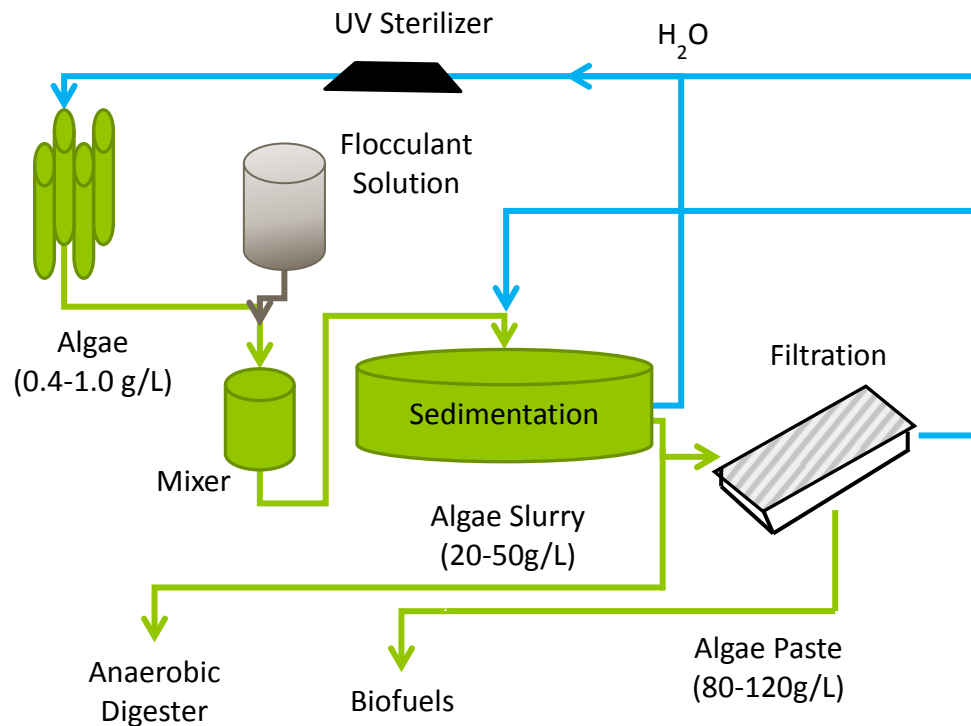 UV Sterilizer
H₂O
Flocculant
Solution
Algae
(0.4-1.0 g/L)
Filtration
Sedimentation
Mixer
Algae Slurry
(20-50g/L)
Algae Paste
(80-120g/L)
Anaerobic
Digester
Biofuels